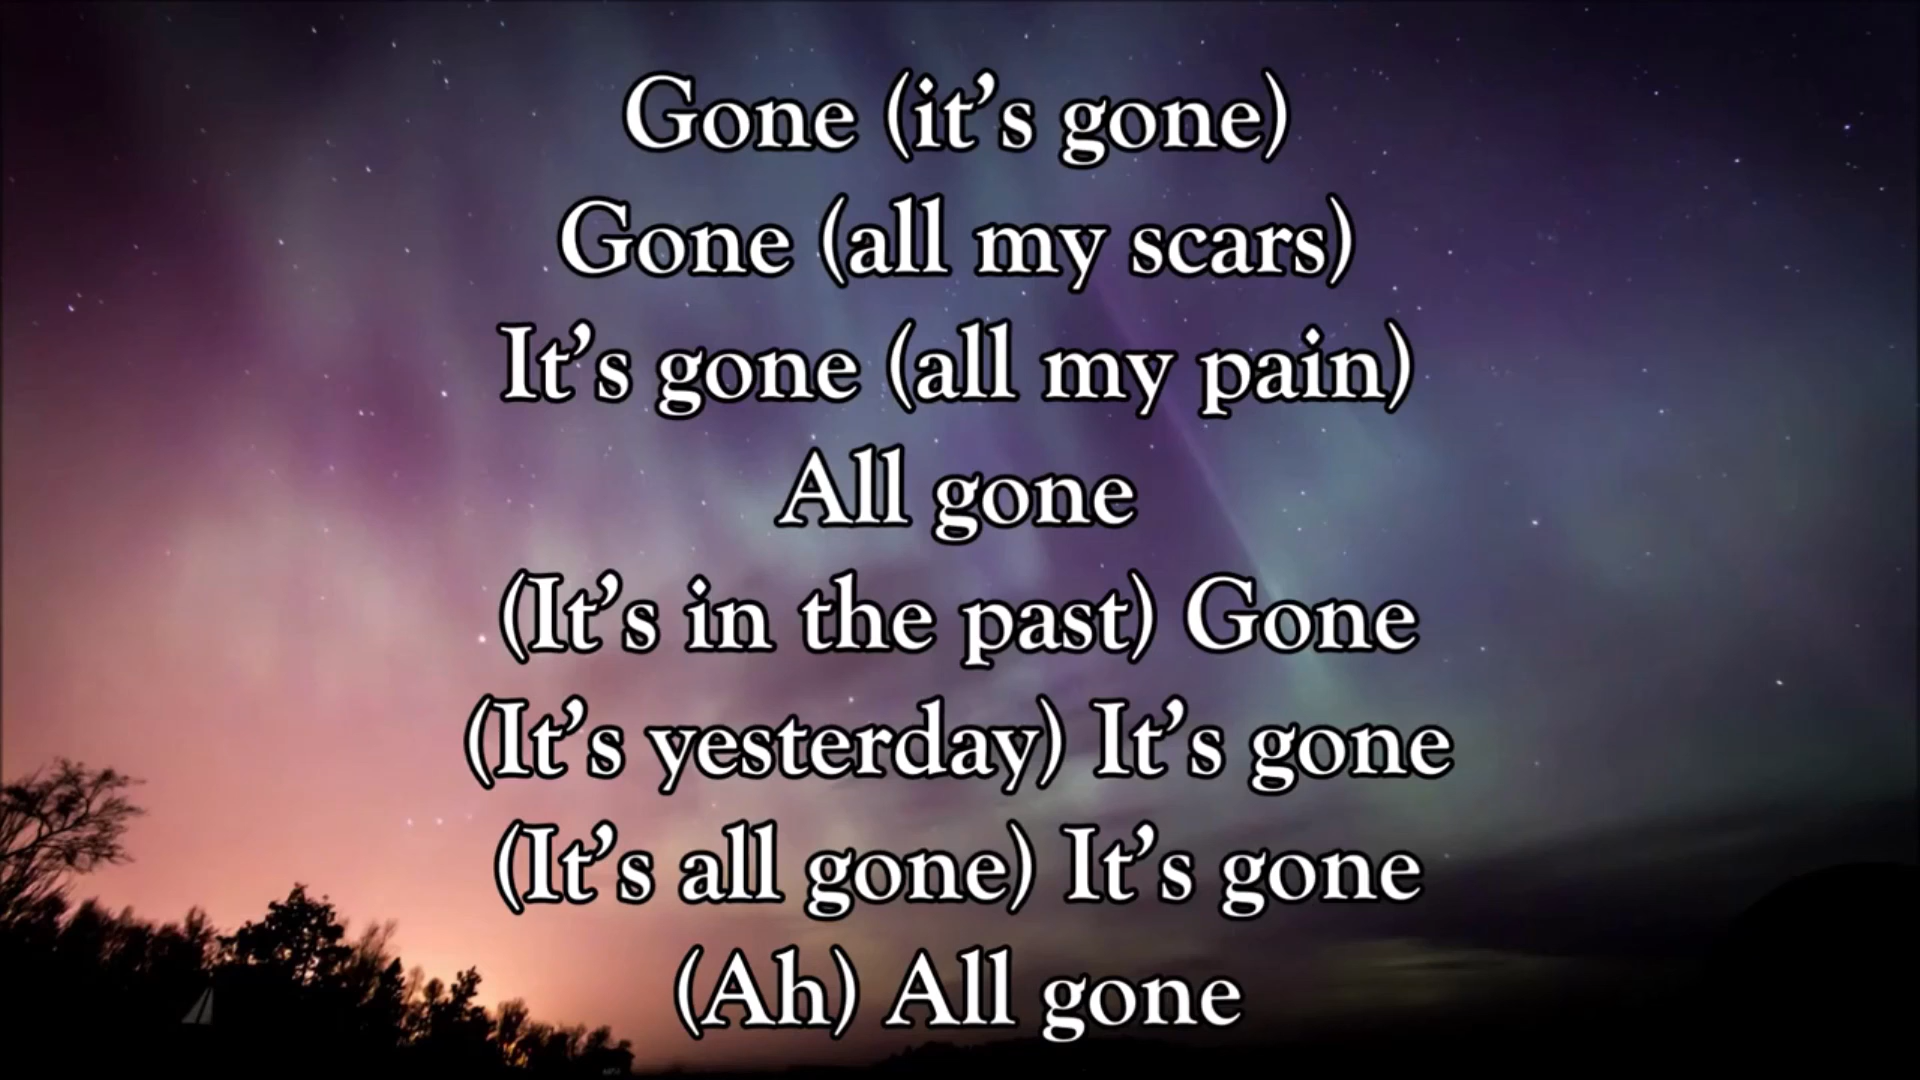 Gone (it’s gone)
Gone (all my scars)
It’s gone (all my pain)
All gone
(It’s in the past) Gone
(It’s yesterday) It’s gone
(It’s all gone) It’s gone
(Ah) All gone